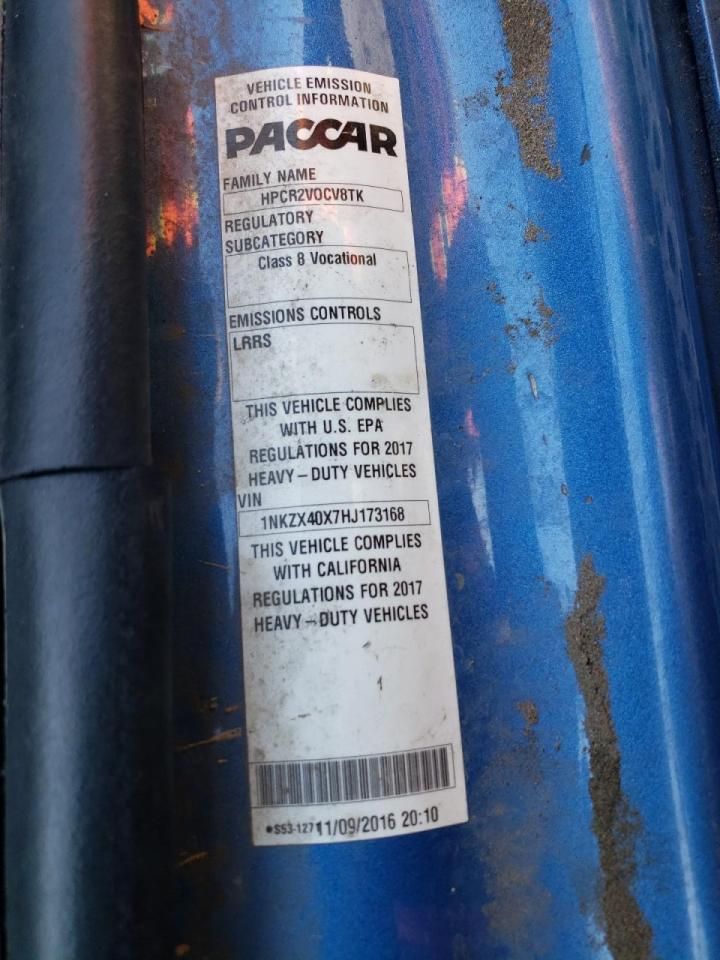 VEHICLE EMISSION
CONTROL INFORMATION
PACCAR
FAMILY NAME
HPCR2VOCV8TK
REGULATORY
SUBCATEGORY
Class 8 Vocational
EMISSIONS CONTROLS
LRRS
THIS VEHICLE COMPLIES
WITH U.S. EPA
REGULATIONS FOR 2017
HEAVY-DUTY VEHICLES
VIN
1NKZX40X7HJ173168
THIS VEHICLE COMPLIES
WITH CALIFORNIA
REGULATIONS FOR 2017
HEAVY-DUTY VEHICLES
S53-1271 11/09/2016 20:10